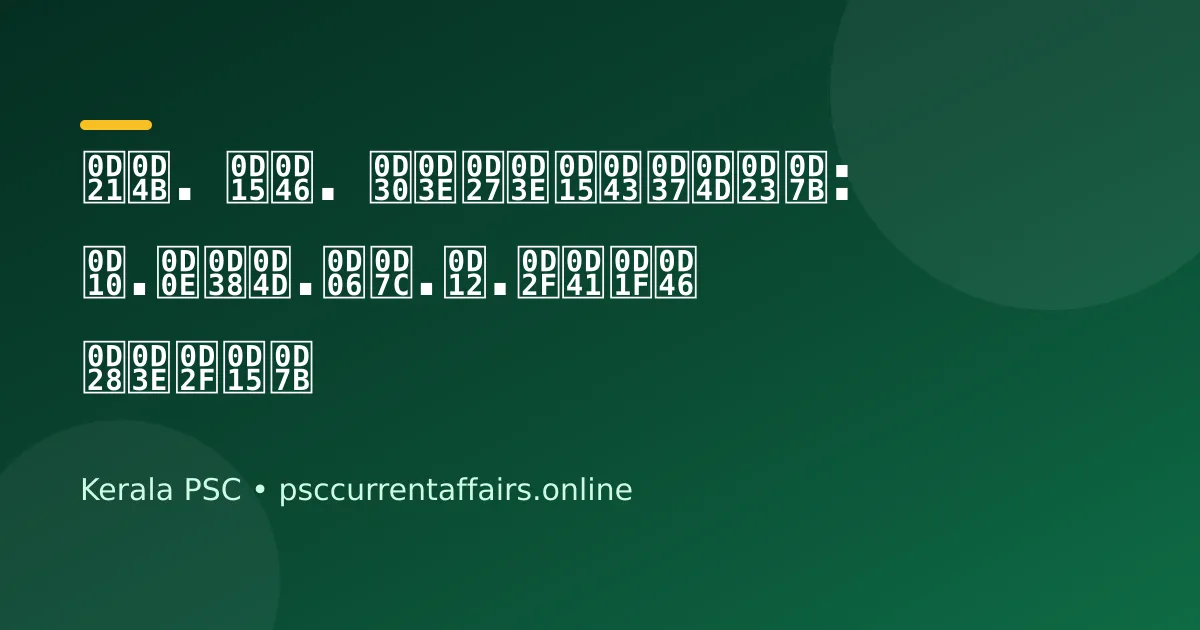 ഡോ. കെ. രാധാകൃഷ്ണൻ:
ഐ.എസ്.ആർ.ഒ.യുടെ
നായകൻ
Kerala PSC • psccurrentaffairs.online